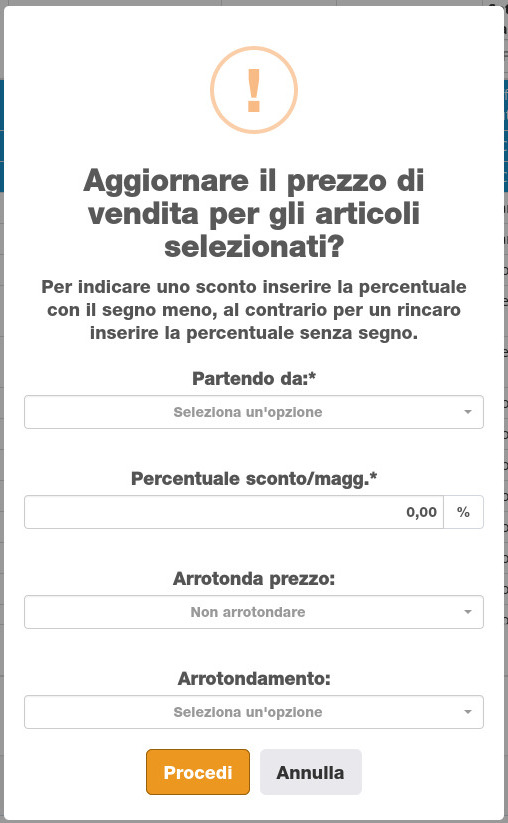 !
Aggiornare il prezzo di
vendita per gli articoli
selezionati?
Per indicare uno sconto inserire la percentuale
con il segno meno, al contrario per un rincaro
inserire la percentuale senza segno.
Partendo da:*
Seleziona un'opzione
Percentuale sconto/magg.*
0,00 %
Arrotonda prezzo:
Non arrotondare
Arrotondamento:
Seleziona un'opzione
Procedi Annulla